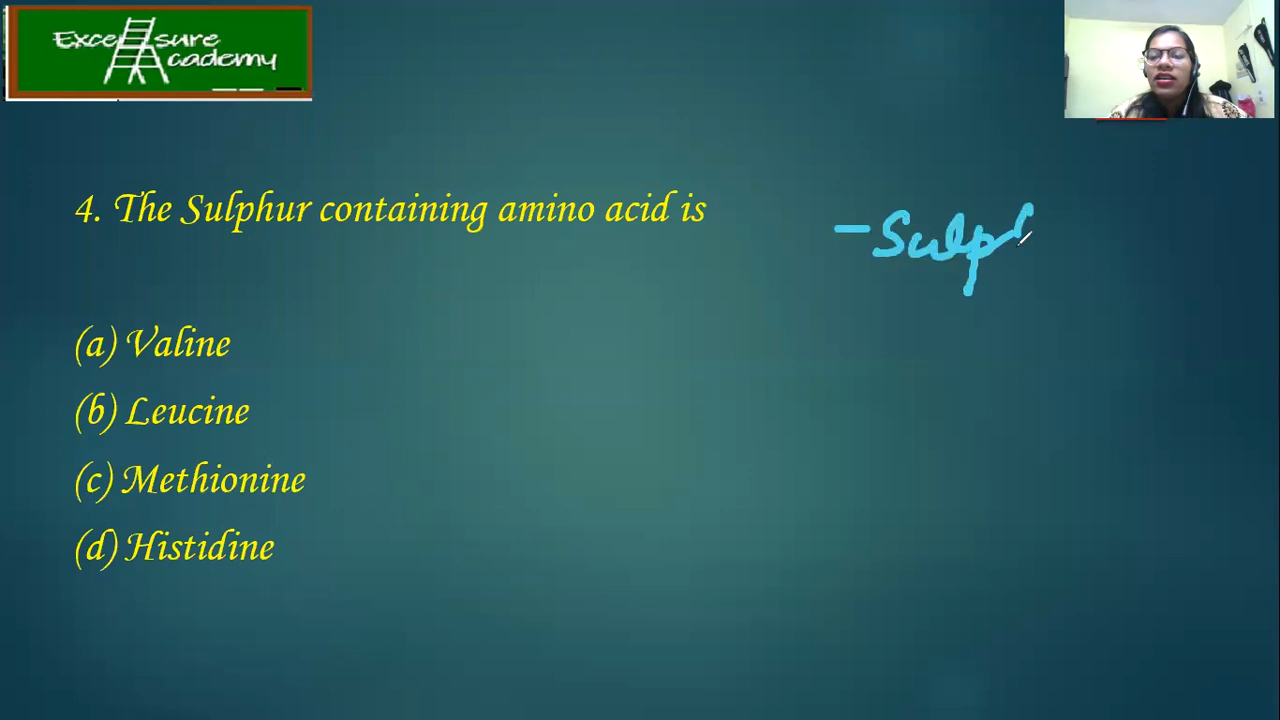 Excel sure
Academy
4. The Sulphur containing amino acid is
-Sulph
(a) Valine
(b) Leucine
(c) Methionine
(d) Histidine